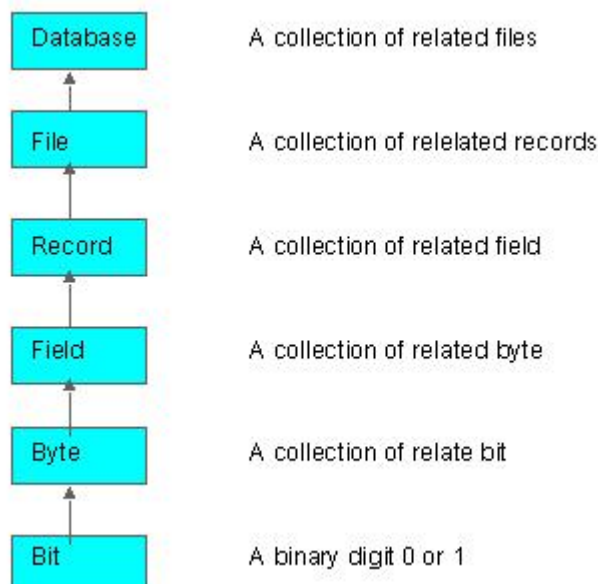 Database A collection of related files
File A collection of relelated records
Record A collection of related field
Field A collection of related byte
Byte A collection of relate bit
Bit A binary digit 0 or 1